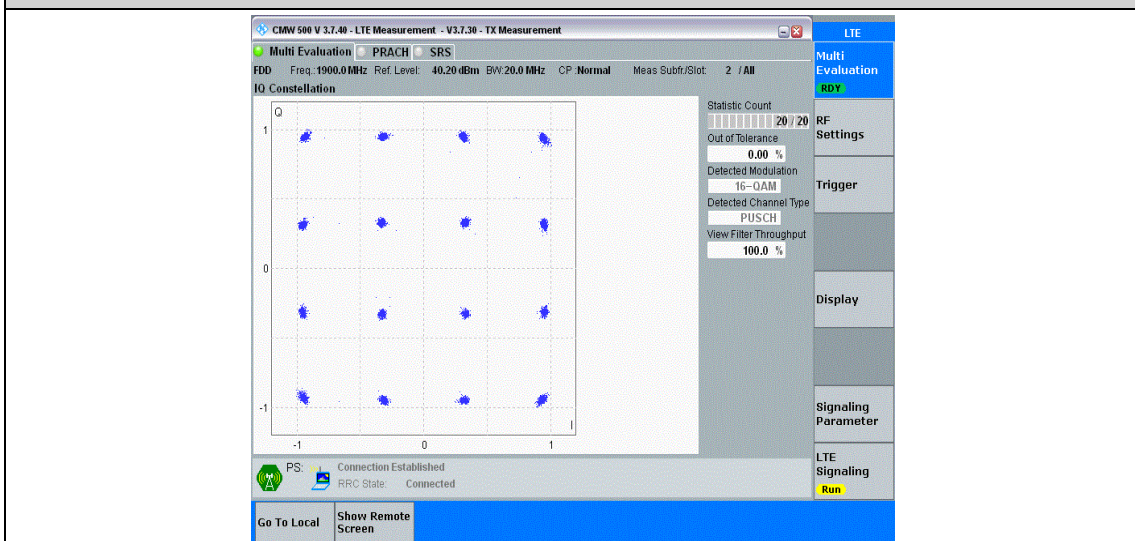 CMW 500 V 3.7.40 - LTE Measurement - V3.7.30 - TX Measurement
LTE
Multi Evaluation PRACH SRS
FDD Freq.:1900.0 MHz Ref. Level: 40.20 dBm BW:20.0 MHz CP :Normal Meas Subfr./Slot: 2 / All
IQ Constellation
Multi
Evaluation
RDY
Q
1
0
-1
-1 0 1
I
Statistic Count
20 / 20
Out of Tolerance
0.00 %
Detected Modulation
16-QAM
Detected Channel Type
PUSCH
View Filter Throughput
100.0 %
RF
Settings
Trigger
Display
Signaling
Parameter
LTE
Signaling
Run
PS: Connection Established
RRC State: Connected
Go To Local
Show Remote
Screen